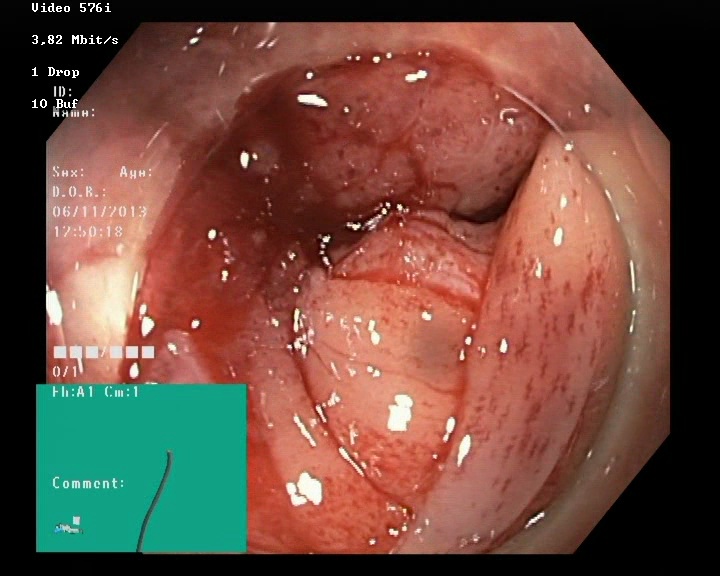 Video 576i
3,82 Mbit/s
1 Drop
ID:
10 Buf
Name:
Sex: Age:
D.O.B.:
06/11/2013
12:50:18
0/1
Eh:A1 Cm:1
Comment: